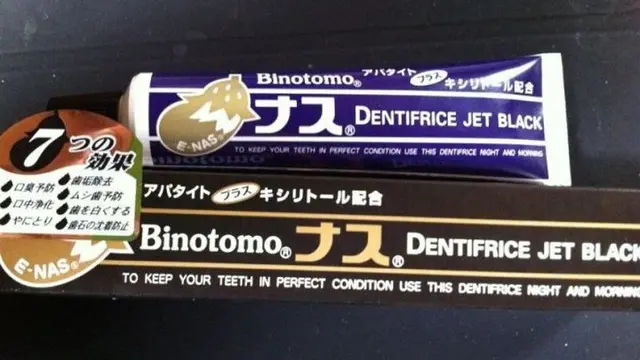 Binotomo® アパタイト プラス キシリトール配合
ナス® DENTIFRICE JET BLACK
E-NAS®
TO KEEP YOUR TEETH IN PERFECT CONDITION USE THIS DENTIFRICE NIGHT AND MORNING
Binotomo
7つの効果
口臭予防
口中浄化
やにとり
歯垢除去
ムシ歯予防
歯を白くする
歯石の沈着防止
アパタイト プラス キシリトール配合
Binotomo® ナス® DENTIFRICE JET BLACK
E-NAS®
TO KEEP YOUR TEETH IN PERFECT CONDITION USE THIS DENTIFRICE NIGHT AND MORNING